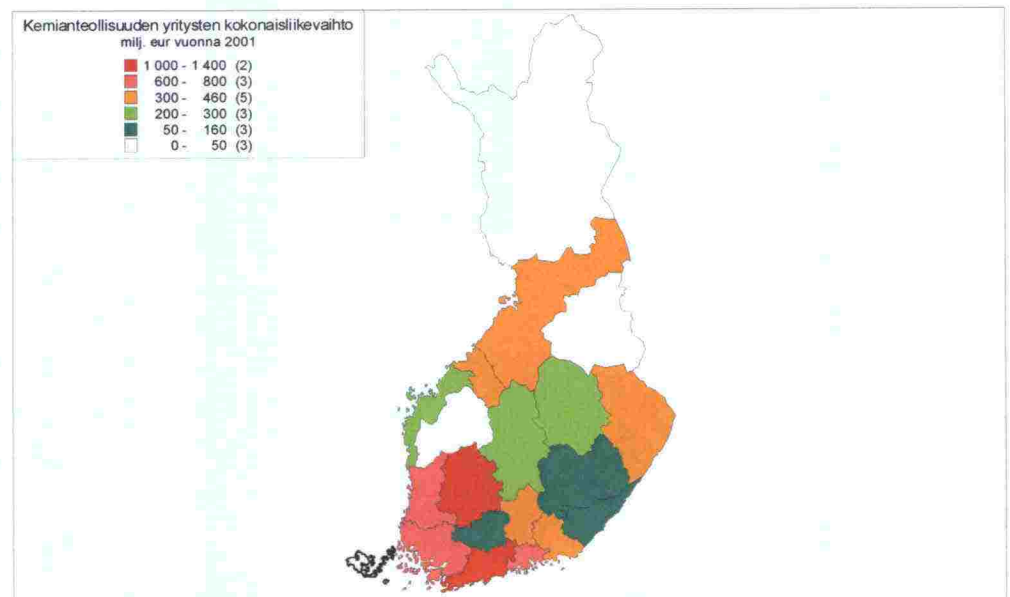 Kemianteollisuuden yritysten kokonaisliikevaihto
milj. eur vuonna 2001
1 000 - 1 400 (2)
600 - 800 (3)
300 - 460 (5)
200 - 300 (3)
50 - 160 (3)
0 - 50 (3)